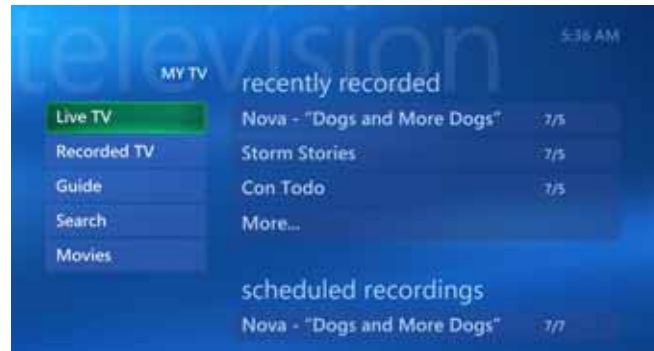 television
5:36 AM
MY TV
Live TV
Recorded TV
Guide
Search
Movies
recently recorded
Nova - "Dogs and More Dogs" 7/5
Storm Stories 7/5
Con Todo 7/5
More...
scheduled recordings
Nova - "Dogs and More Dogs" 7/7